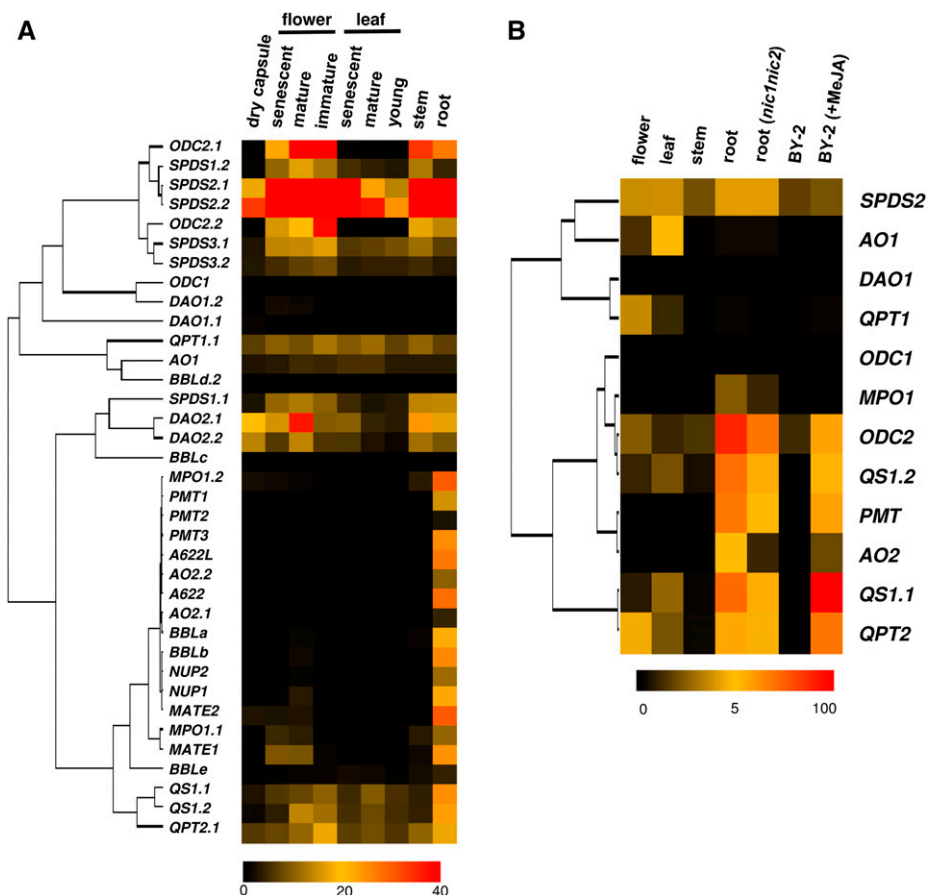 A
flower
leaf
dry capsule
senescent
mature
immature
senescent
mature
young
stem
root
ODC2.1
SPDS1.2
SPDS2.1
SPDS2.2
ODC2.2
SPDS3.1
SPDS3.2
ODC1
DAO1.2
DAO1.1
QPT1.1
AO1
BBLd.2
SPDS1.1
DAO2.1
DAO2.2
BBLc
MPO1.2
PMT1
PMT2
PMT3
A622L
AO2.2
A622
AO2.1
BBLa
BBLb
NUP2
NUP1
MATE2
MPO1.1
MATE1
BBLe
QS1.1
QS1.2
QPT2.1
0 20 40
B
flower
leaf
stem
root
root (nic1nic2)
BY-2
BY-2 (+MeJA)
SPDS2
AO1
DAO1
QPT1
ODC1
MPO1
ODC2
QS1.2
PMT
AO2
QS1.1
QPT2
0 5 100